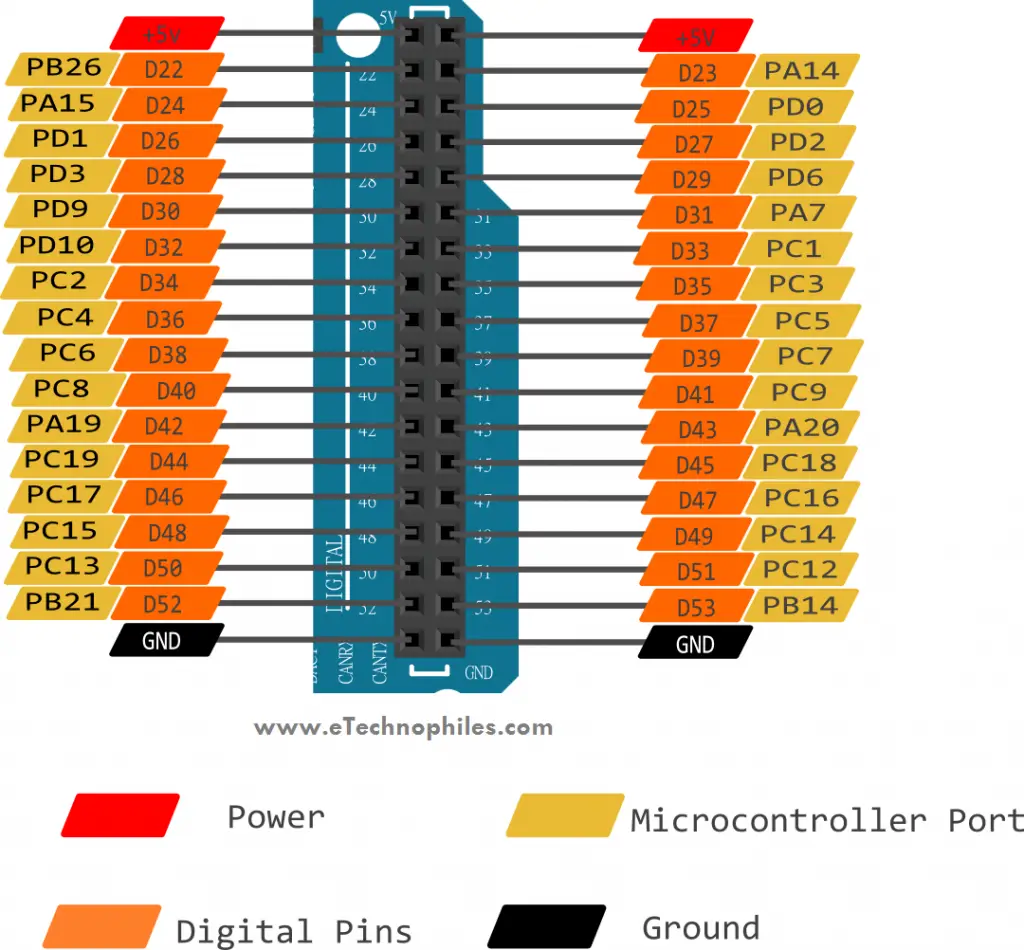 5V
+5V +5V
PB26 D22 22 D23 PA14
PA15 D24 24 D25 PD0
PD1 D26 26 D27 PD2
PD3 D28 28 D29 PD6
PD9 D30 30 31 D31 PA7
PD10 D32 32 33 D33 PC1
PC2 D34 34 35 D35 PC3
PC4 D36 36 37 D37 PC5
PC6 D38 38 39 D39 PC7
PC8 D40 40 41 D41 PC9
PA19 D42 42 43 D43 PA20
PC19 D44 44 45 D45 PC18
PC17 D46 46 47 D47 PC16
PC15 D48 48 49 D49 PC14
PC13 D50 50 51 D51 PC12
PB21 D52 52 53 D53 PB14
DIGITAL
GND GND
CANRX CANTX GND
www.eTechnophiles.com
Power Microcontroller Port
Digital Pins Ground